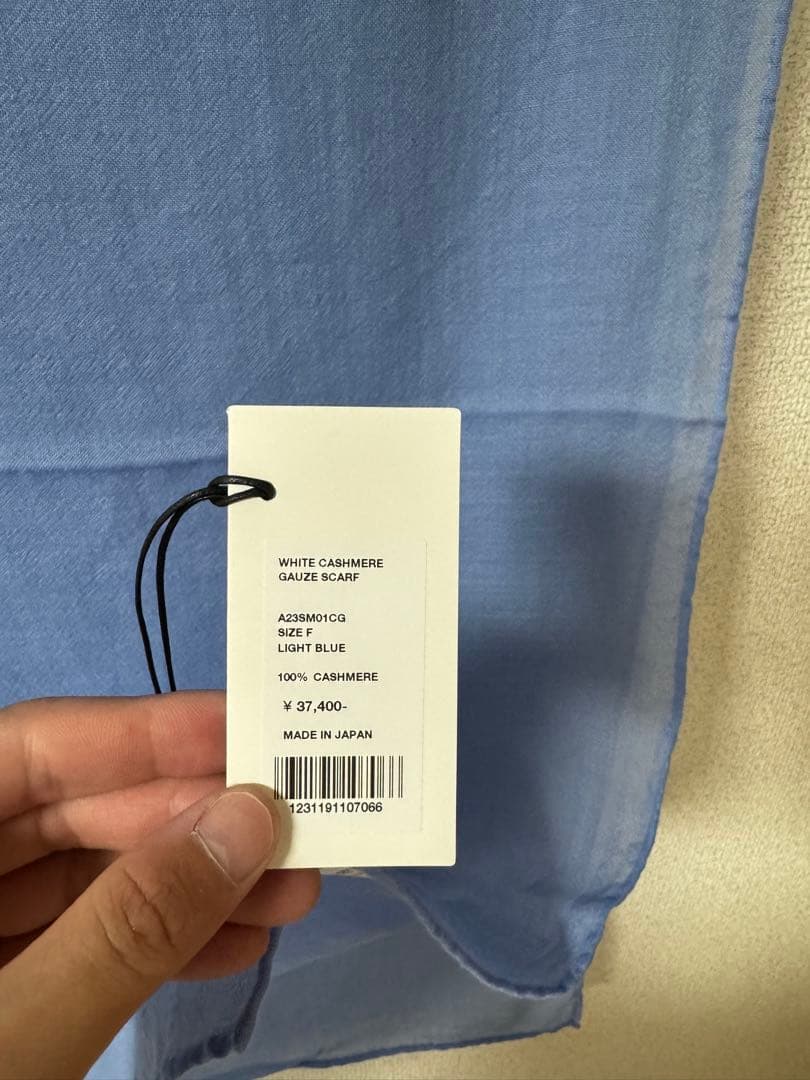 WHITE CASHMERE
GAUZE SCARF
A23SM01CG
SIZE F
LIGHT BLUE
100% CASHMERE
¥ 37,400-
MADE IN JAPAN
1231191107066